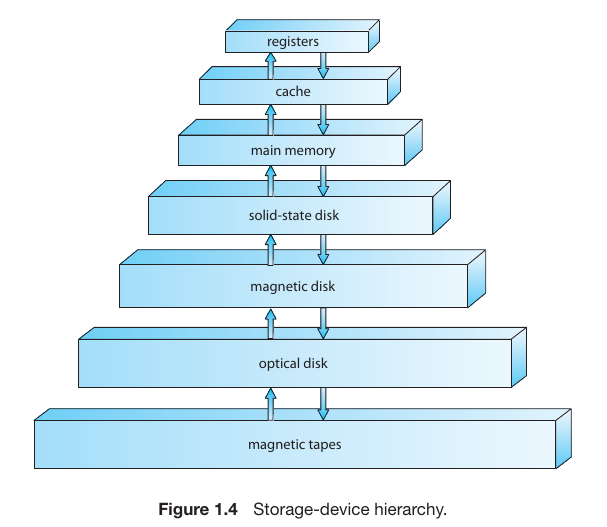 registers
cache
main memory
solid-state disk
magnetic disk
optical disk
magnetic tapes
Figure 1.4 Storage-device hierarchy.